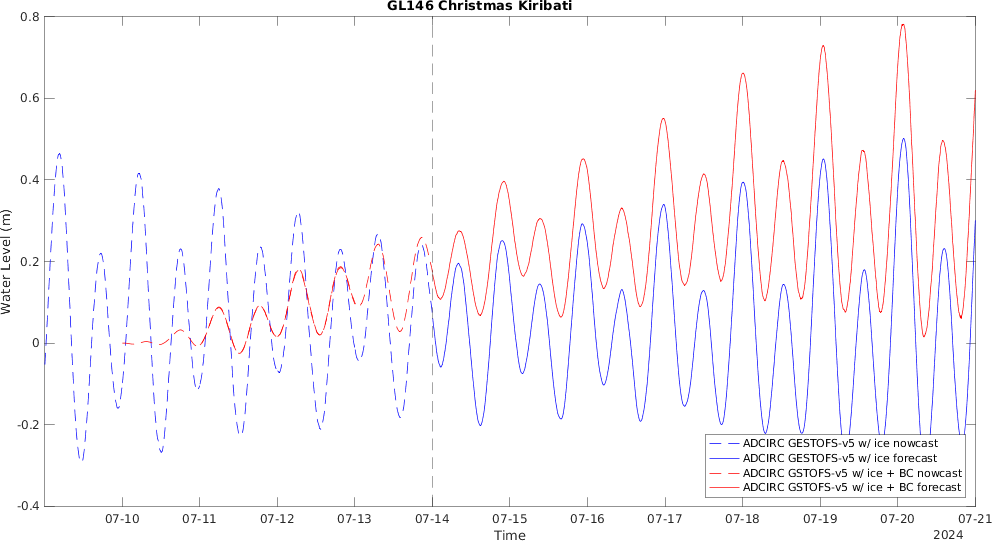 GL146 Christmas Kiribati
Water Level (m)
0.8
0.6
0.4
0.2
0
-0.2
-0.4
ADCIRC GESTOFS-v5 w/ ice nowcast
ADCIRC GESTOFS-v5 w/ ice forecast
ADCIRC GSTOFS-v5 w/ ice + BC nowcast
ADCIRC GSTOFS-v5 w/ ice + BC forecast
07-10 07-11 07-12 07-13 07-14 07-15 07-16 07-17 07-18 07-19 07-20 07-21
Time
2024